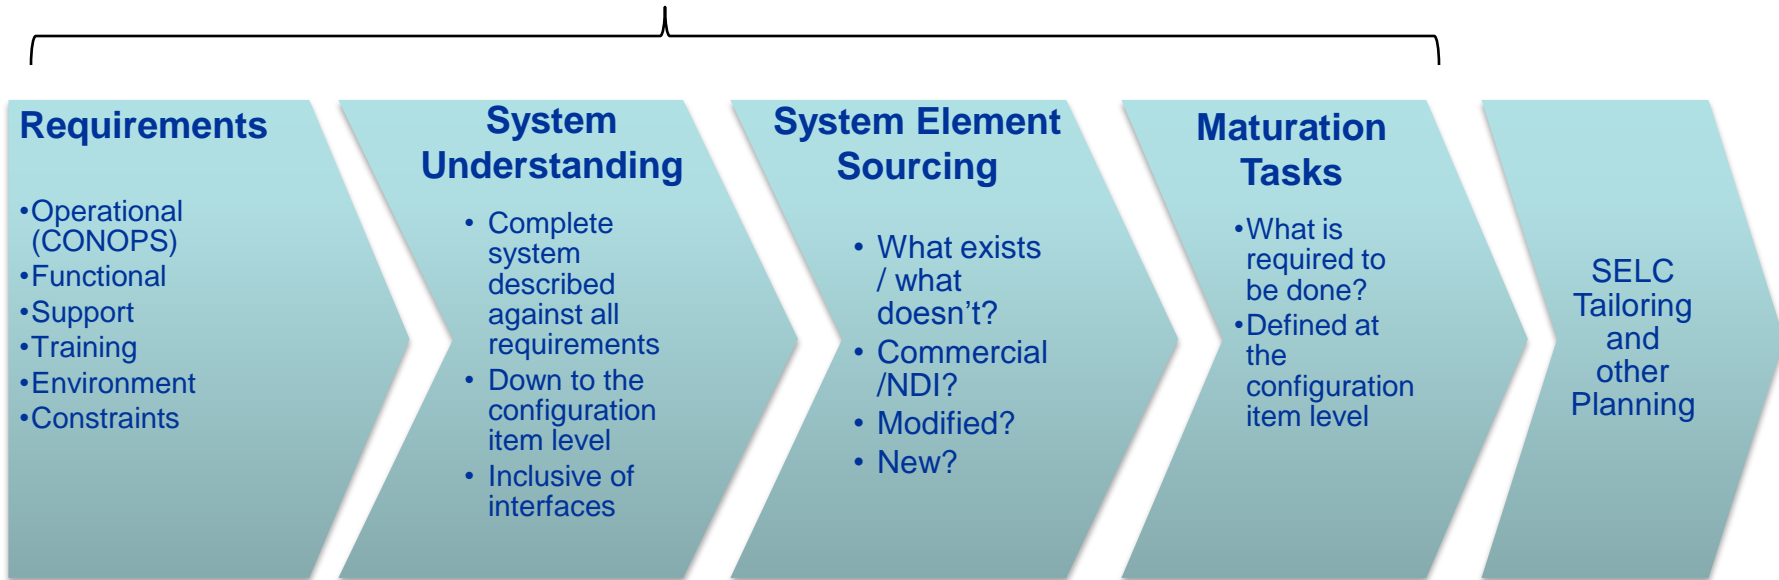 Requirements
•Operational
(CONOPS)
•Functional
•Support
•Training
•Environment
•Constraints
System
Understanding
• Complete
system
described
against all
requirements
• Down to the
configuration
item level
• Inclusive of
interfaces
System Element
Sourcing
• What exists
/ what
doesn’t?
• Commercial
/NDI?
• Modified?
• New?
Maturation
Tasks
•What is
required to
be done?
•Defined at
the
configuration
item level
SELC
Tailoring
and
other
Planning